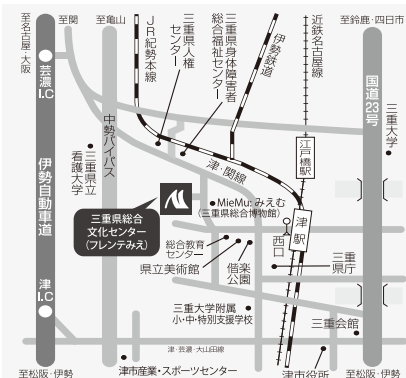 至名古屋・大阪
至関
至亀山
至鈴鹿・四日市
芸濃
I.C
伊勢自動車道
津
I.C
至松阪・伊勢
中勢バイパス
三重県立
看護大学
JR紀勢本線
三重県人権
センター
三重県身体障害者
総合福祉センター
伊勢鉄道
近鉄名古屋線
国道23号
三重大学
江戸橋駅
津・関線
三重県総合
文化センター
(フレンテみえ)
MieMu:みえむ
(三重県総合博物館)
津駅
西口
総合教育
センター
県立美術館
偕楽
公園
三重
県庁
三重大学附属
小・中・特別支援学校
三重会館
津・芸濃・大山田線
津市産業・スポーツセンター
津市役所
至松阪・伊勢